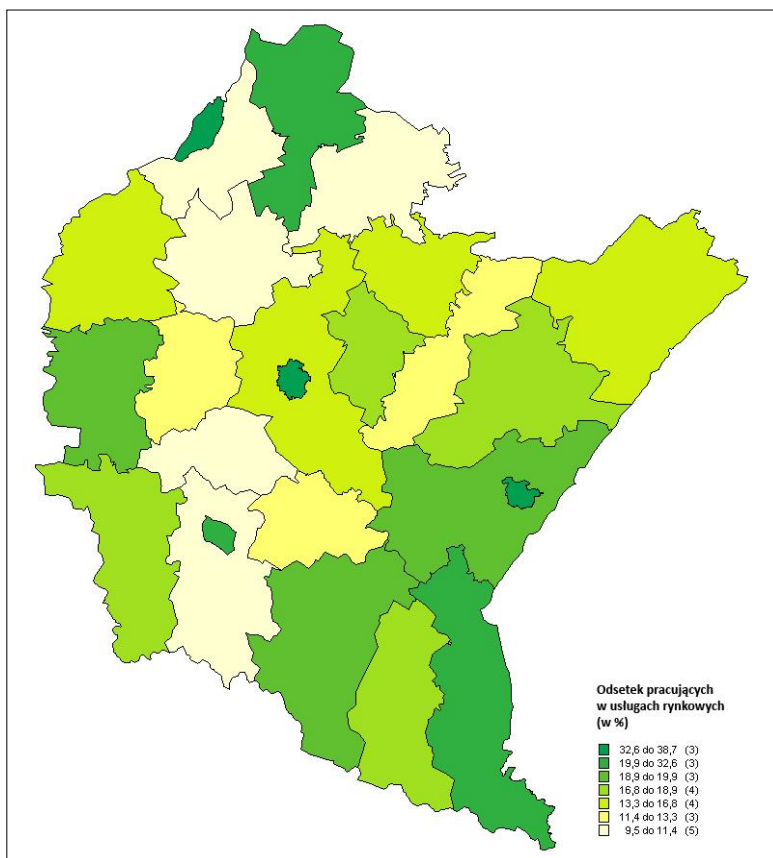 Odsetek pracujących
w usługach rynkowych
(w %)
32,6 do 38,7 (3)
19,9 do 32,6 (3)
18,9 do 19,9 (3)
16,8 do 18,9 (4)
13,3 do 16,8 (4)
11,4 do 13,3 (3)
9,5 do 11,4 (5)